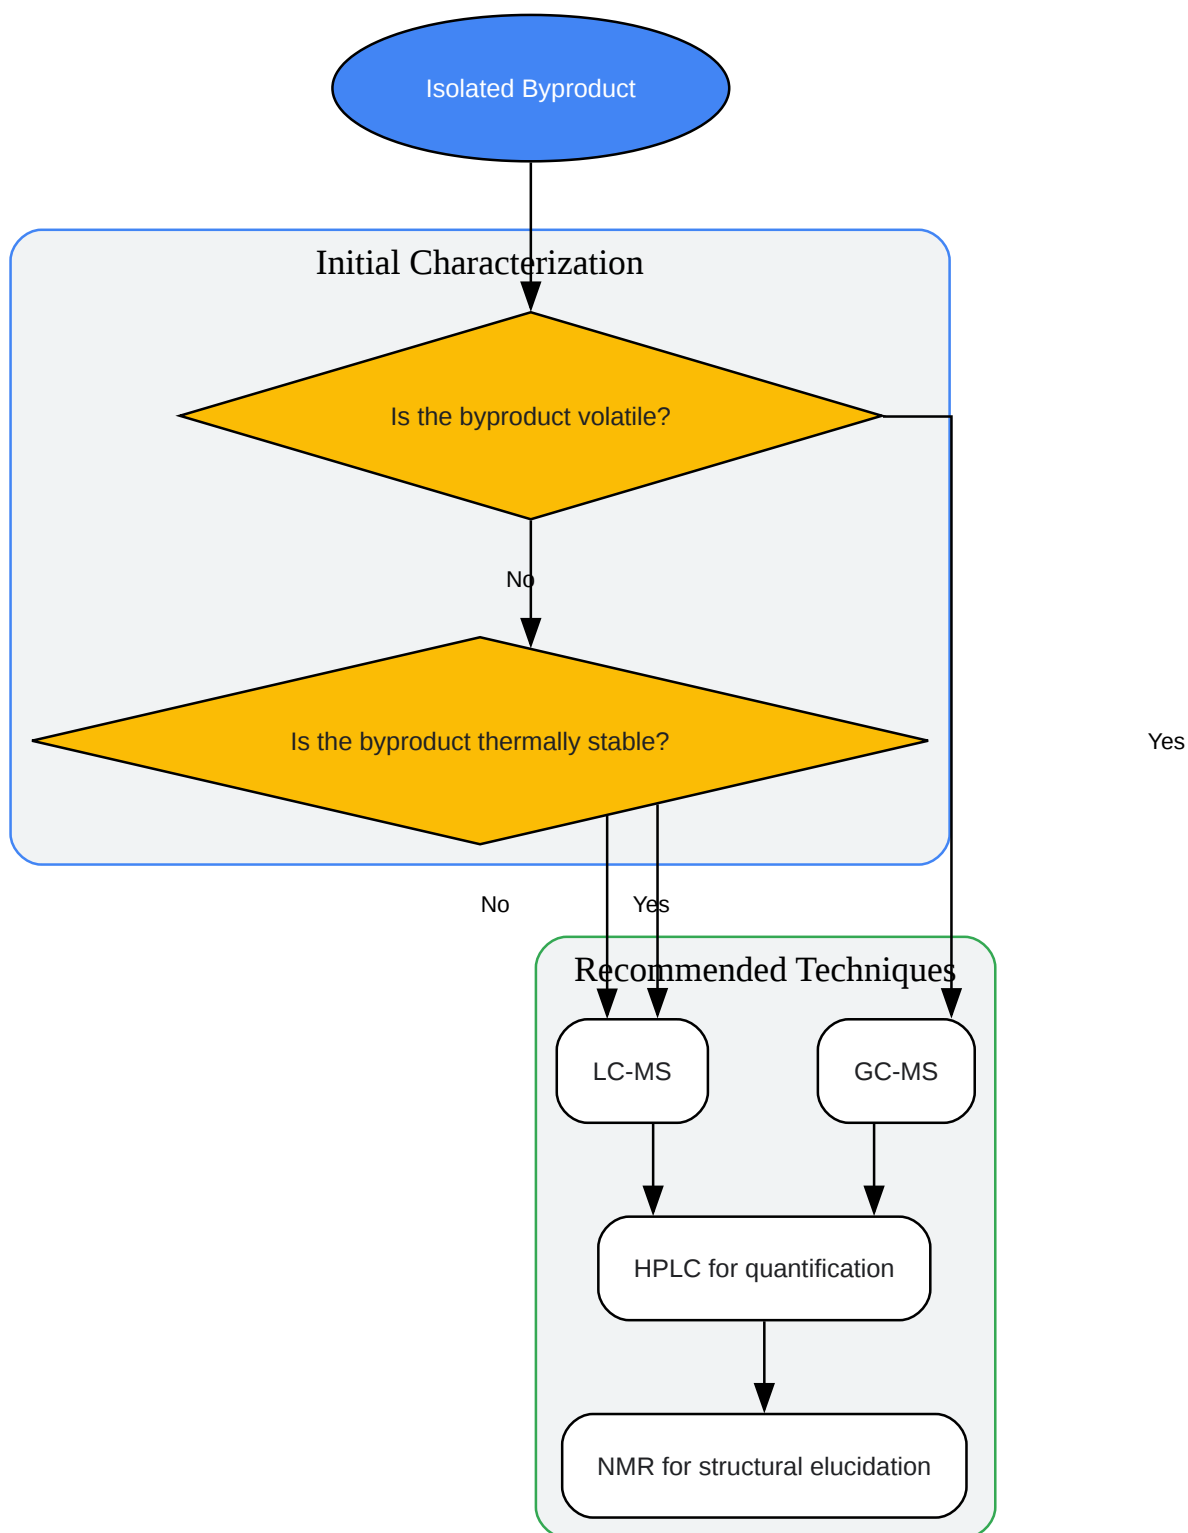 Isolated Byproduct
Initial Characterization
Is the byproduct volatile?
No
Is the byproduct thermally stable?
Yes
No
Yes
Recommended Techniques
LC-MS
GC-MS
HPLC for quantification
NMR for structural elucidation